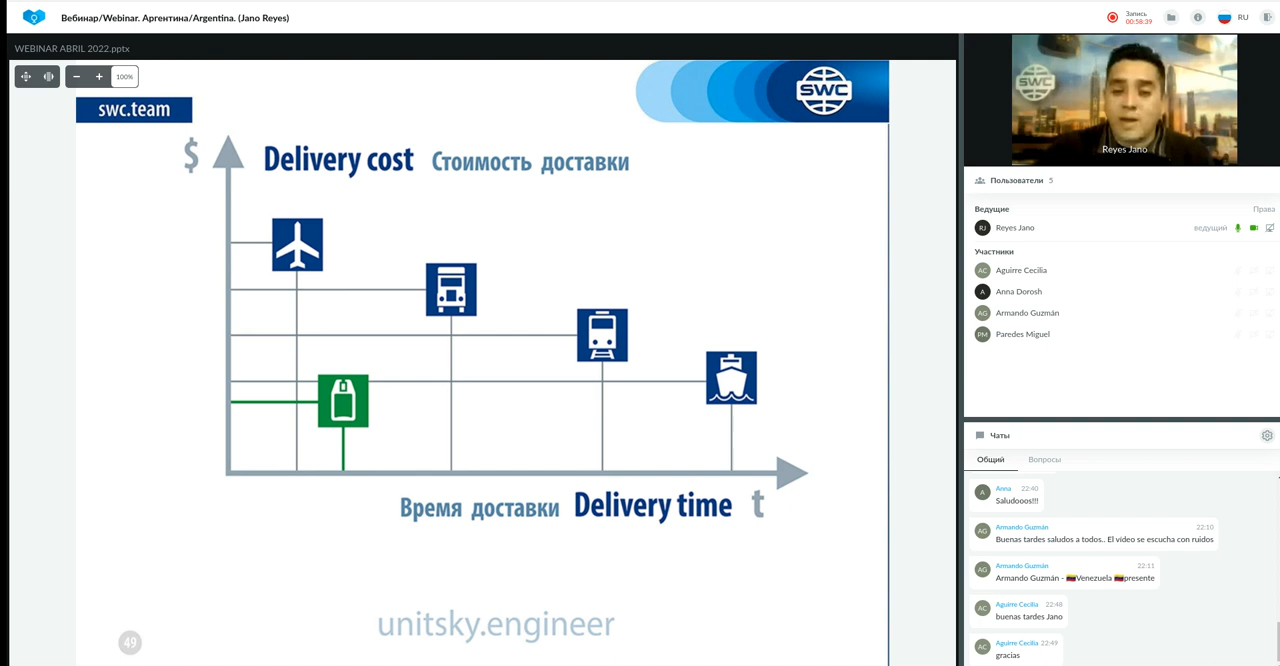 Вебинар/Webinar. Аргентина/Argentina. (Jano Reyes)
Запись
00:58:39
RU
WEBINAR ABRIL 2022.pptx
100%
swc.team
SWC
$
Delivery cost Стоимость доставки
Время доставки Delivery time t
unitsky.engineer
49
SWC
Reyes Jano
Пользователи 5
Ведущие Права
RJ Reyes Jano ведущий
Участники
AC Aguirre Cecilia
A Anna Dorosh
AG Armando Guzmán
PM Paredes Miguel
Чаты
Общий Вопросы
A Anna 22:40
Saludooos!!!
AG Armando Guzmán 22:10
Buenas tardes saludos a todos.. El vídeo se escucha con ruidos
AG Armando Guzmán 22:11
Armando Guzmán - 🇻🇪Venezuela 🇻🇪presente
AC Aguirre Cecilia 22:48
buenas tardes Jano
AC Aguirre Cecilia 22:49
gracias